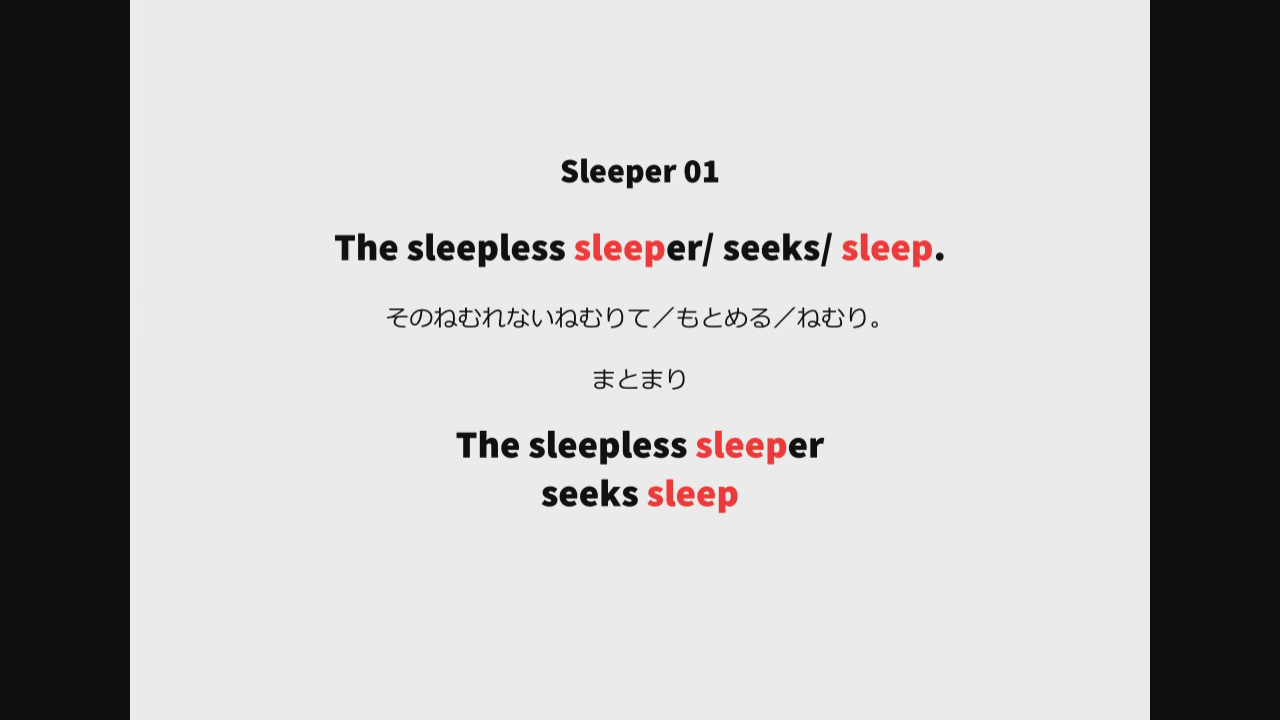 Sleeper 01
The sleepless sleeper/ seeks/ sleep.
そのねむれないねむりて／もとめる／ねむり。
まとまり
The sleepless sleeper
seeks sleep